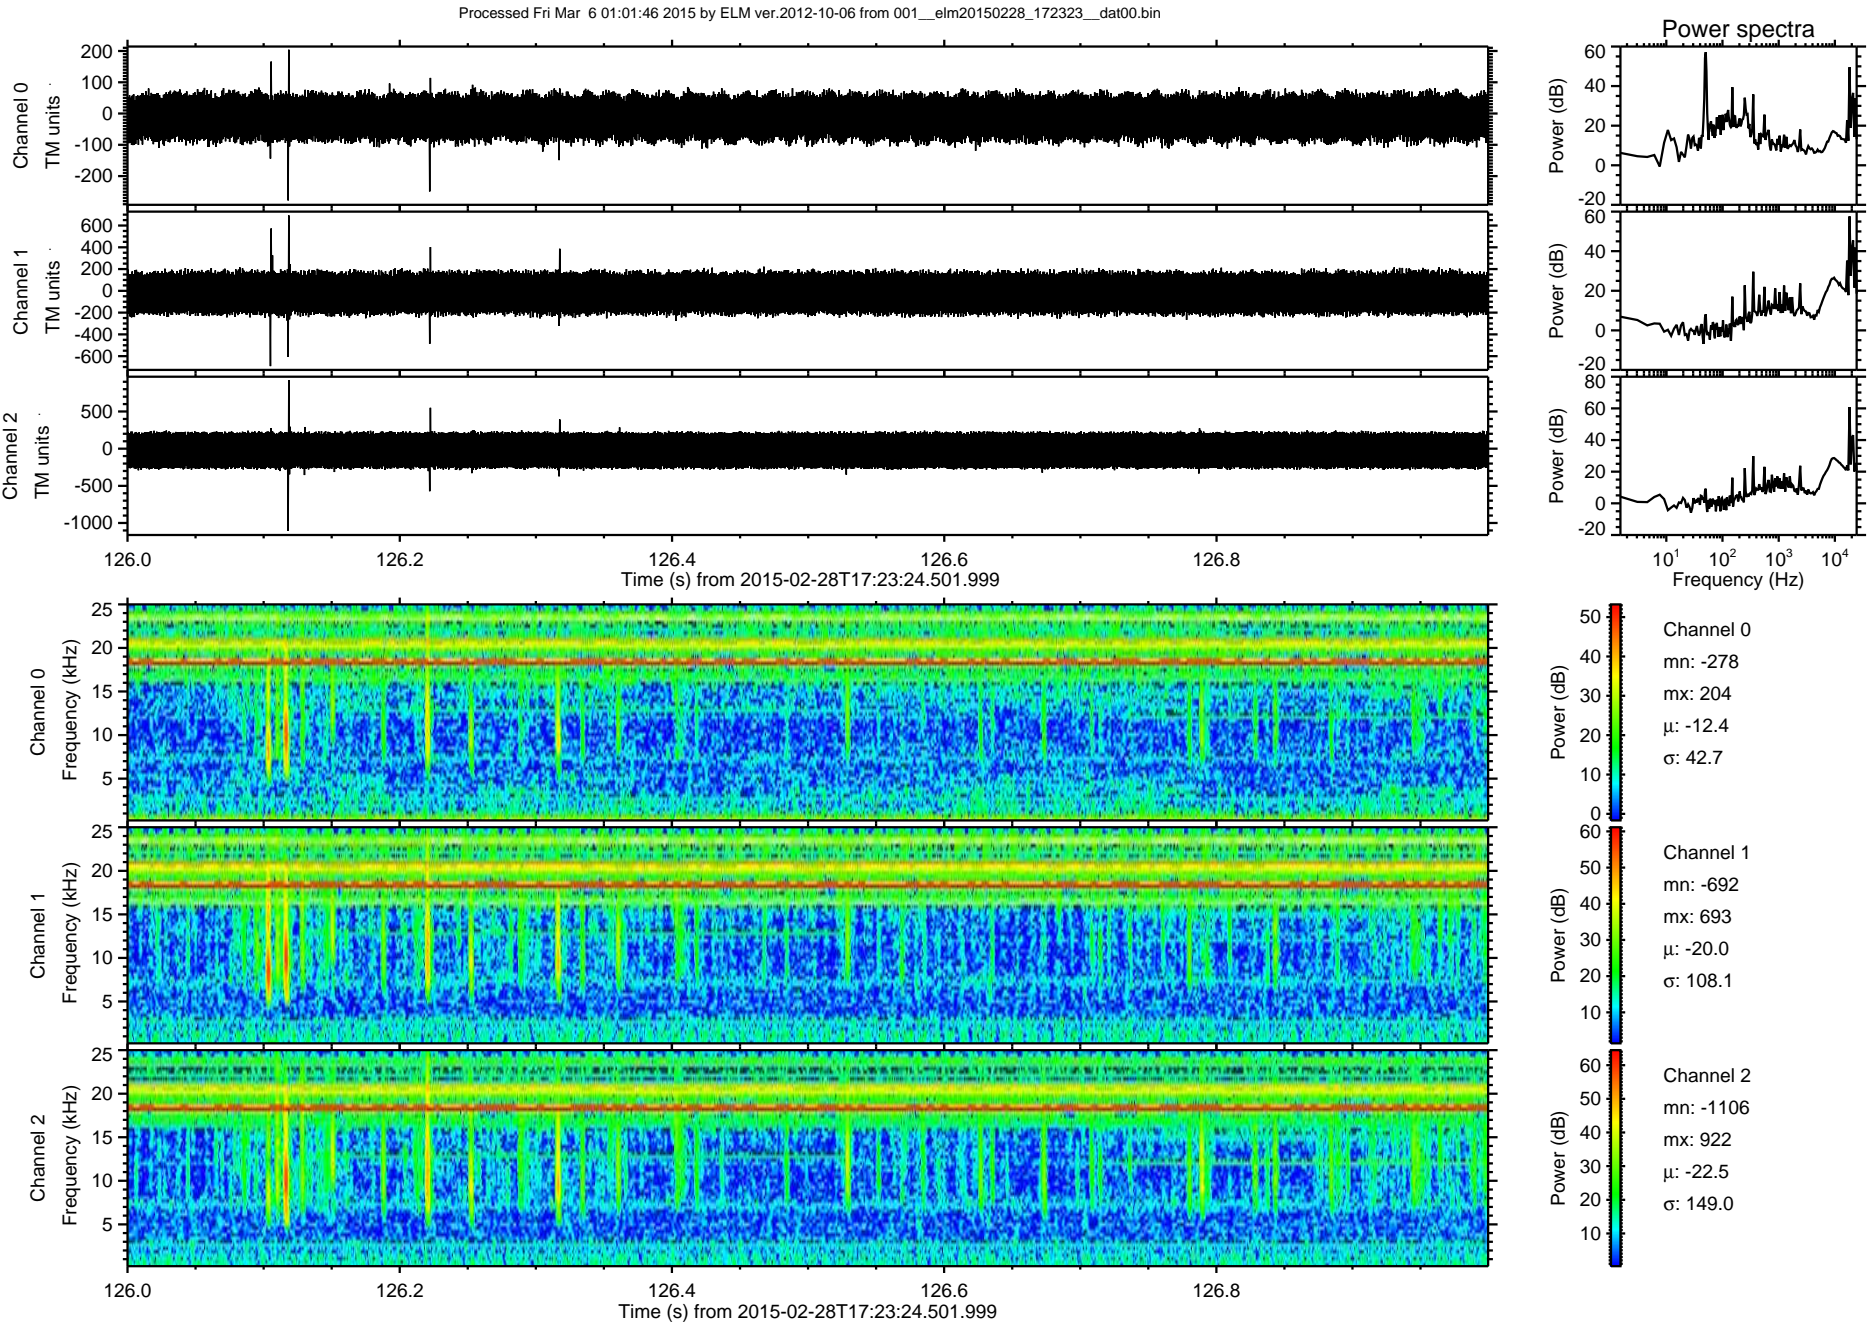 Processed Fri Mar  6 01:01:46 2015 by ELM ver.2012-10-06 from 001__elm20150228_172323__dat00.bin
Power spectra
Channel 0
TM units
200
100
0
-100
-200
Power (dB)
60
40
20
0
-20
Channel 1
TM units
600
400
200
0
-200
-400
-600
Power (dB)
60
40
20
0
-20
Channel 2
TM units
500
0
-500
-1000
Power (dB)
80
60
40
20
0
-20
126.0 126.2 126.4 126.6 126.8
Time (s) from 2015-02-28T17:23:24.501.999
10^1 10^2 10^3 10^4
Frequency (Hz)
Channel 0
Frequency (kHz)
25
20
15
10
5
Power (dB)
50
40
30
20
10
0
Channel 0
mn: -278
mx: 204
μ: -12.4
σ: 42.7
Channel 1
Frequency (kHz)
25
20
15
10
5
Power (dB)
60
50
40
30
20
10
Channel 1
mn: -692
mx: 693
μ: -20.0
σ: 108.1
Channel 2
Frequency (kHz)
25
20
15
10
5
Power (dB)
60
50
40
30
20
10
Channel 2
mn: -1106
mx: 922
μ: -22.5
σ: 149.0
126.0 126.2 126.4 126.6 126.8
Time (s) from 2015-02-28T17:23:24.501.999